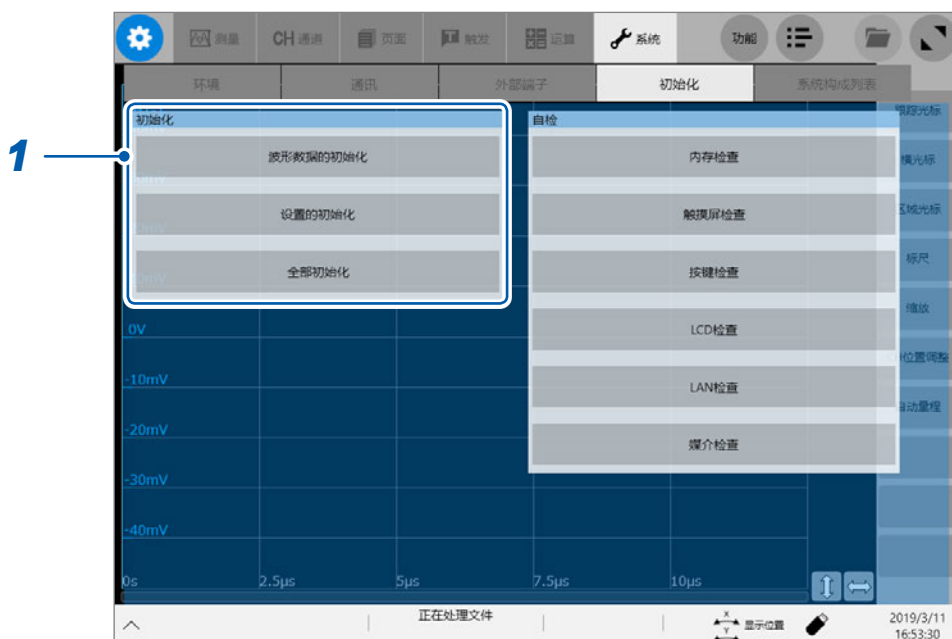 测量
CH 通道
页面
触发
运算
系统
功能
环境
通讯
外部端子
初始化
系统构成列表
1
初始化
波形数据的初始化
设置的初始化
全部初始化
自检
内存检查
触摸屏检查
按键检查
LCD检查
LAN检查
媒介检查
跟踪光标
横光标
区域光标
标尺
缩放
位置调整
自动量程
0V
-10mV
-20mV
-30mV
-40mV
0s
2.5μs
5μs
7.5μs
10μs
正在处理文件
X
Y
显示位置
2019/3/11
16:53:30